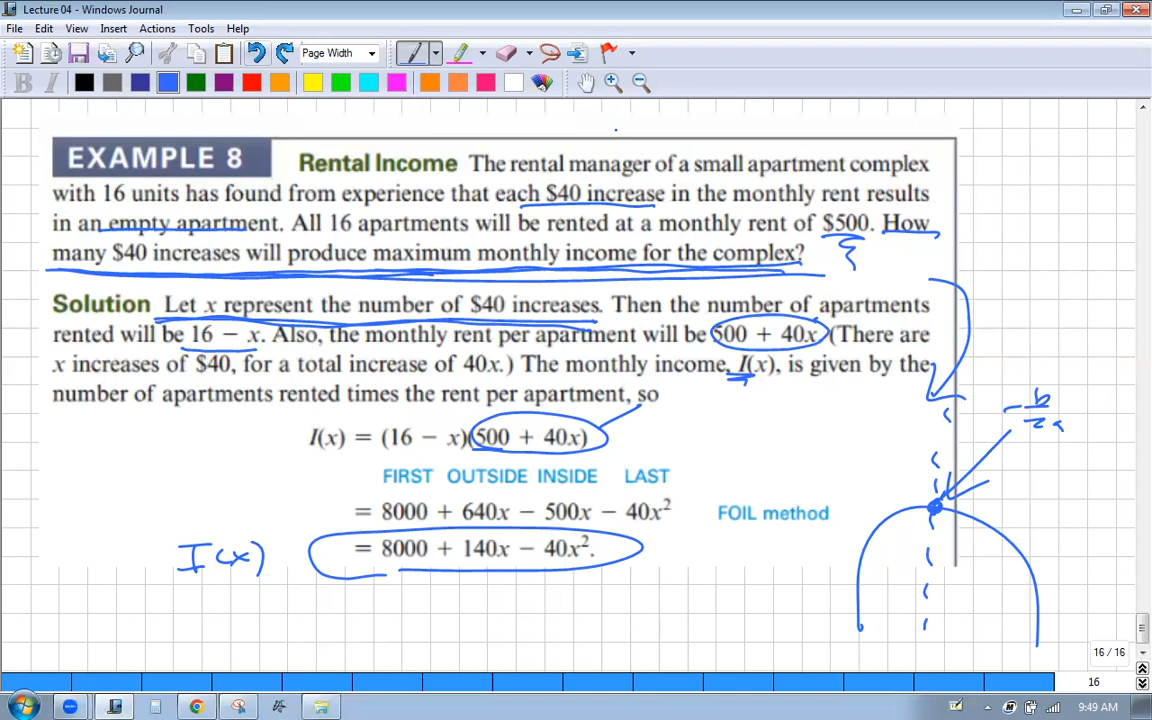 Lecture 04 - Windows Journal
File Edit View Insert Actions Tools Help
Page Width
B I
EXAMPLE 8 Rental Income The rental manager of a small apartment complex
with 16 units has found from experience that each $40 increase in the monthly rent results
in an empty apartment. All 16 apartments will be rented at a monthly rent of $500. How
many $40 increases will produce maximum monthly income for the complex?
Solution Let x represent the number of $40 increases. Then the number of apartments
rented will be 16 − x. Also, the monthly rent per apartment will be 500 + 40x. (There are
x increases of $40, for a total increase of 40x.) The monthly income, I(x), is given by the
number of apartments rented times the rent per apartment, so
-b/2a
I(x) = (16 − x)(500 + 40x)
FIRST OUTSIDE INSIDE LAST
= 8000 + 640x − 500x − 40x² FOIL method
I(x) = 8000 + 140x − 40x².
16 / 16
16
9:49 AM